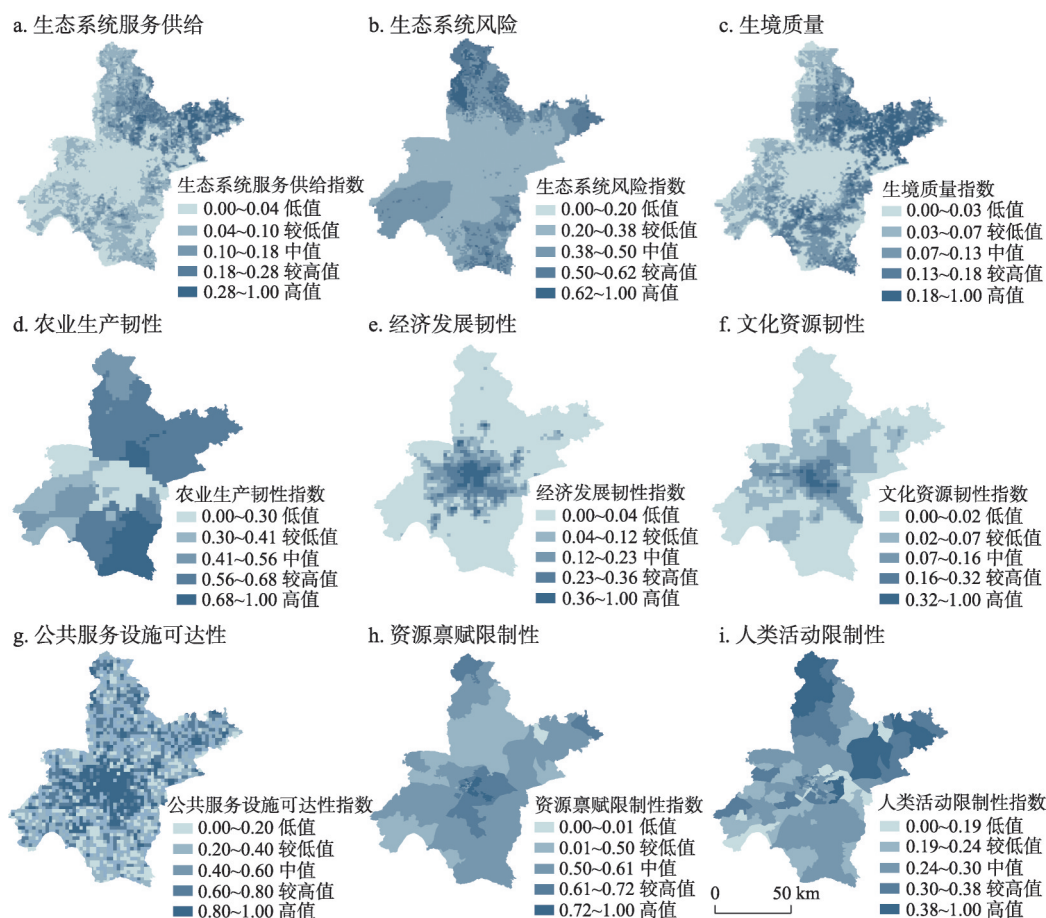 a. 生态系统服务供给
生态系统服务供给指数
0.00~0.04 低值
0.04~0.10 较低值
0.10~0.18 中值
0.18~0.28 较高值
0.28~1.00 高值
b. 生态系统风险
生态系统风险指数
0.00~0.20 低值
0.20~0.38 较低值
0.38~0.50 中值
0.50~0.62 较高值
0.62~1.00 高值
c. 生境质量
生境质量指数
0.00~0.03 低值
0.03~0.07 较低值
0.07~0.13 中值
0.13~0.18 较高值
0.18~1.00 高值
d. 农业生产韧性
农业生产韧性指数
0.00~0.30 低值
0.30~0.41 较低值
0.41~0.56 中值
0.56~0.68 较高值
0.68~1.00 高值
e. 经济发展韧性
经济发展韧性指数
0.00~0.04 低值
0.04~0.12 较低值
0.12~0.23 中值
0.23~0.36 较高值
0.36~1.00 高值
f. 文化资源韧性
文化资源韧性指数
0.00~0.02 低值
0.02~0.07 较低值
0.07~0.16 中值
0.16~0.32 较高值
0.32~1.00 高值
g. 公共服务设施可达性
公共服务设施可达性指数
0.00~0.20 低值
0.20~0.40 较低值
0.40~0.60 中值
0.60~0.80 较高值
0.80~1.00 高值
h. 资源禀赋限制性
资源禀赋限制性指数
0.00~0.01 低值
0.01~0.50 较低值
0.50~0.61 中值
0.61~0.72 较高值
0.72~1.00 高值
i. 人类活动限制性
人类活动限制性指数
0.00~0.19 低值
0.19~0.24 较低值
0.24~0.30 中值
0.30~0.38 较高值
0.38~1.00 高值
0 50 km